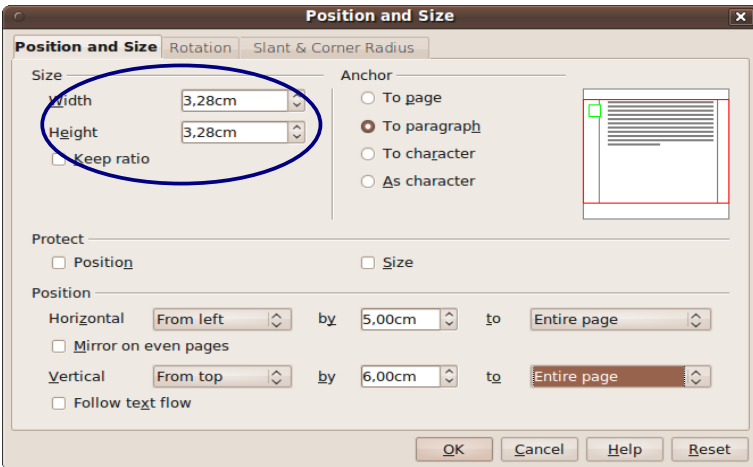 Position and Size
Position and Size Rotation Slant & Corner Radius
Size Anchor
Width 3,28cm To page
Height 3,28cm To paragraph
Keep ratio To character
As character
Protect
Position Size
Position
Horizontal From left by 5,00cm to Entire page
Mirror on even pages
Vertical From top by 6,00cm to Entire page
Follow text flow
OK Cancel Help Reset